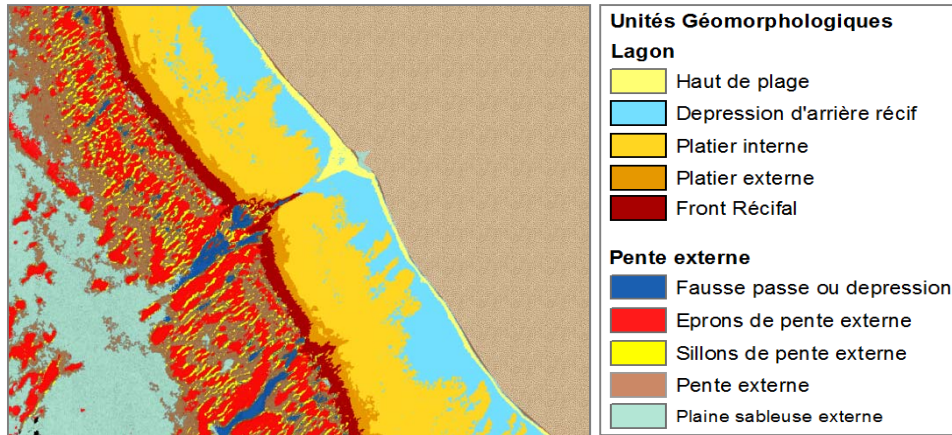 Unités Géomorphologiques
Lagon
Haut de plage
Depression d'arrière récif
Platier interne
Platier externe
Front Récifal
Pente externe
Fausse passe ou depression
Eprons de pente externe
Sillons de pente externe
Pente externe
Plaine sableuse externe